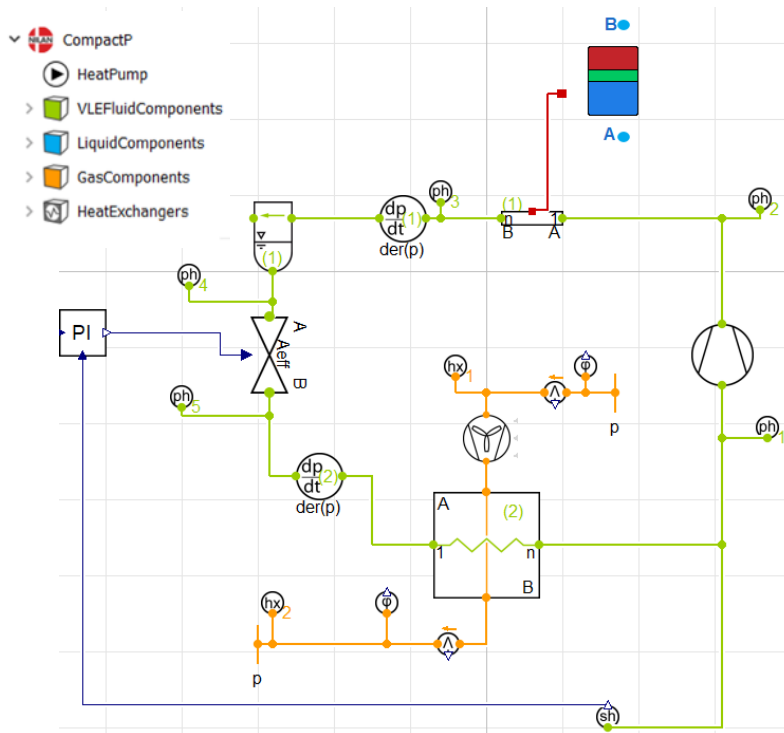 NILAN CompactP
HeatPump
VLEFluidComponents
LiquidComponents
GasComponents
HeatExchangers
B
A
ph
3
dp
dt
(1)
der(p)
(1)
n
1
B
A
ph
2
(1)
ph
4
PI
A
Aeff
B
hx
1
φ
V
p
ph
5
ph
1
dp
dt
(2)
der(p)
A
(2)
1
n
B
hx
2
φ
V
p
sh